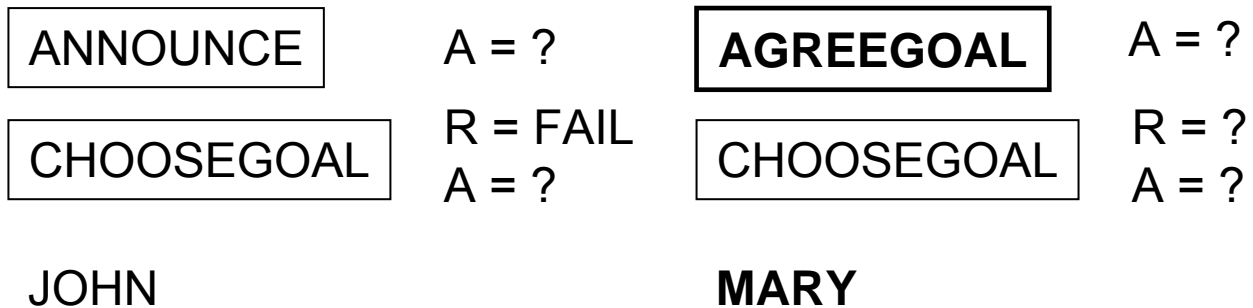 ANNOUNCE A = ?
CHOOSEGOAL R = FAIL
A = ?
JOHN
AGREEGOAL A = ?
CHOOSEGOAL R = ?
A = ?
MARY